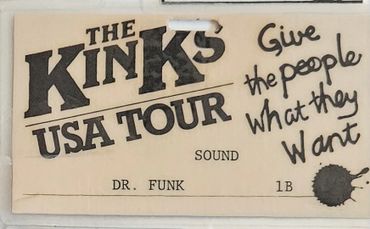 THE
KINKS'
USA TOUR
Give
the people
what they
Want
SOUND
DR. FUNK 1B